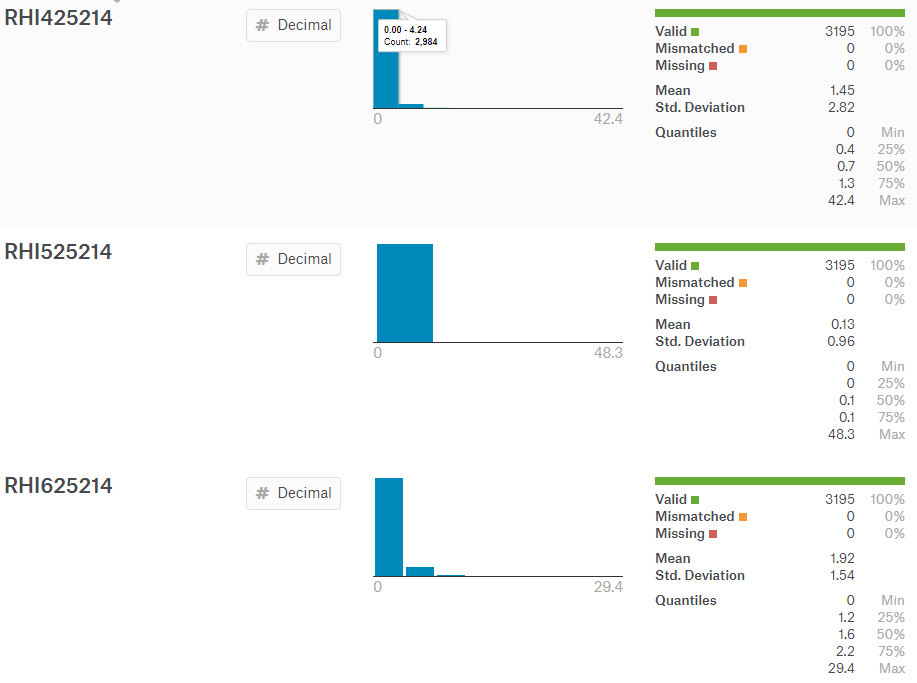 RHI425214
# Decimal
0.00 - 4.24
Count: 2,984
0 42.4
Valid 3195 100%
Mismatched 0 0%
Missing 0 0%
Mean 1.45
Std. Deviation 2.82
Quantiles 0 Min
0.4 25%
0.7 50%
1.3 75%
42.4 Max
RHI525214
# Decimal
0 48.3
Valid 3195 100%
Mismatched 0 0%
Missing 0 0%
Mean 0.13
Std. Deviation 0.96
Quantiles 0 Min
0 25%
0.1 50%
0.1 75%
48.3 Max
RHI625214
# Decimal
0 29.4
Valid 3195 100%
Mismatched 0 0%
Missing 0 0%
Mean 1.92
Std. Deviation 1.54
Quantiles 0 Min
1.2 25%
1.6 50%
2.2 75%
29.4 Max